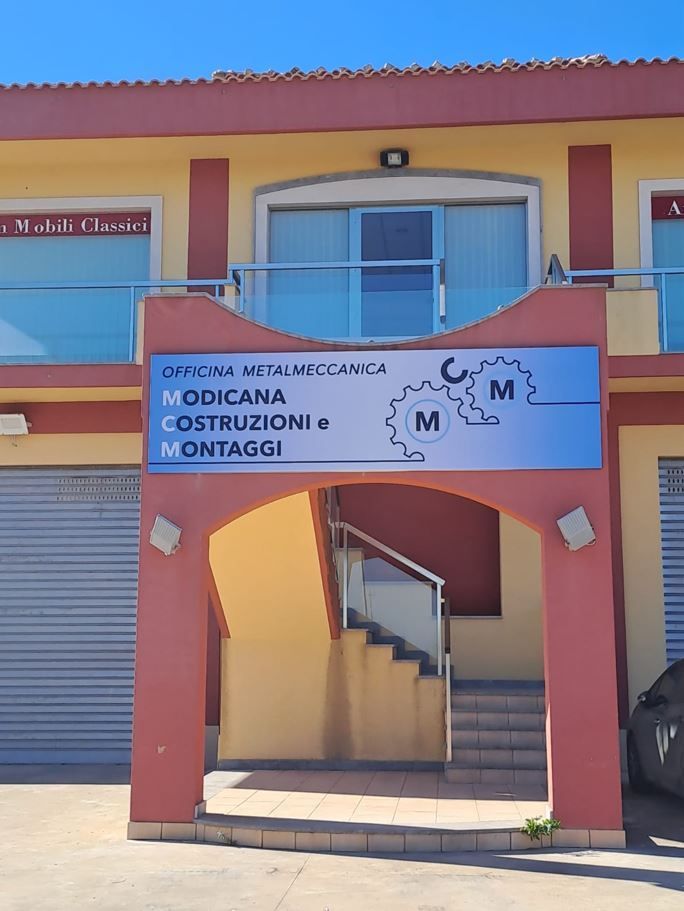 Mobili Classici
A
OFFICINA METALMECCANICA
MODICANA
COSTRUZIONI e
MONTAGGI
C
M
M